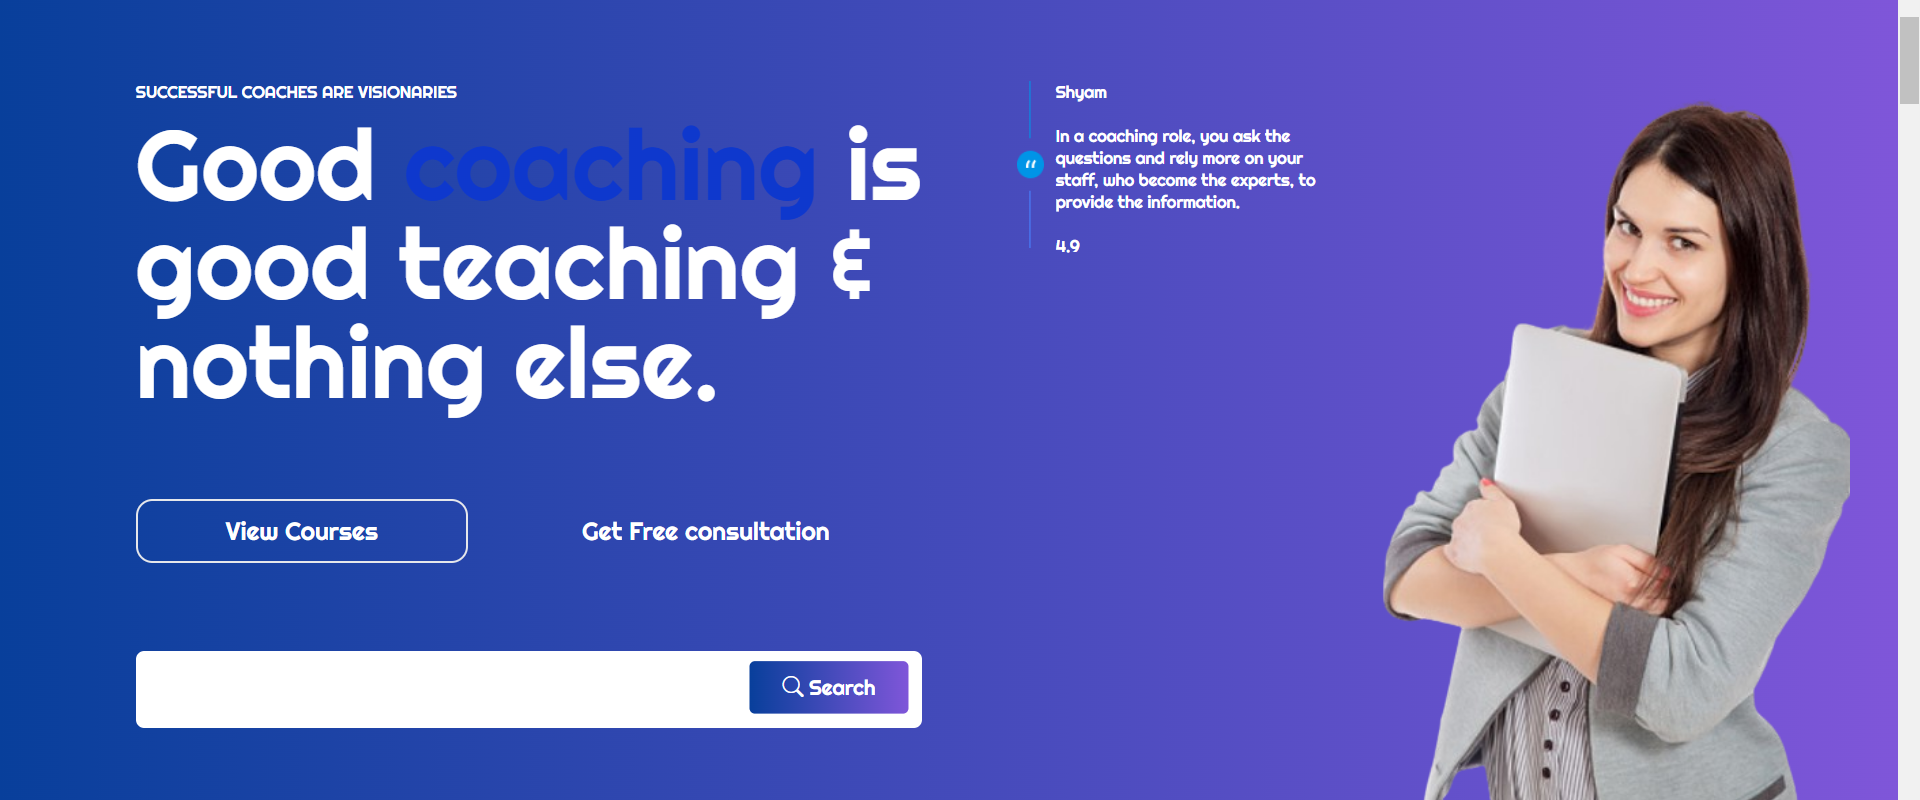 SUCCESSFUL COACHES ARE VISIONARIES
Good coaching is
good teaching &
nothing else.
View Courses
Get Free consultation
Search
Shyam
In a coaching role, you ask the
questions and rely more on your
staff, who become the experts, to
provide the information.
4.9